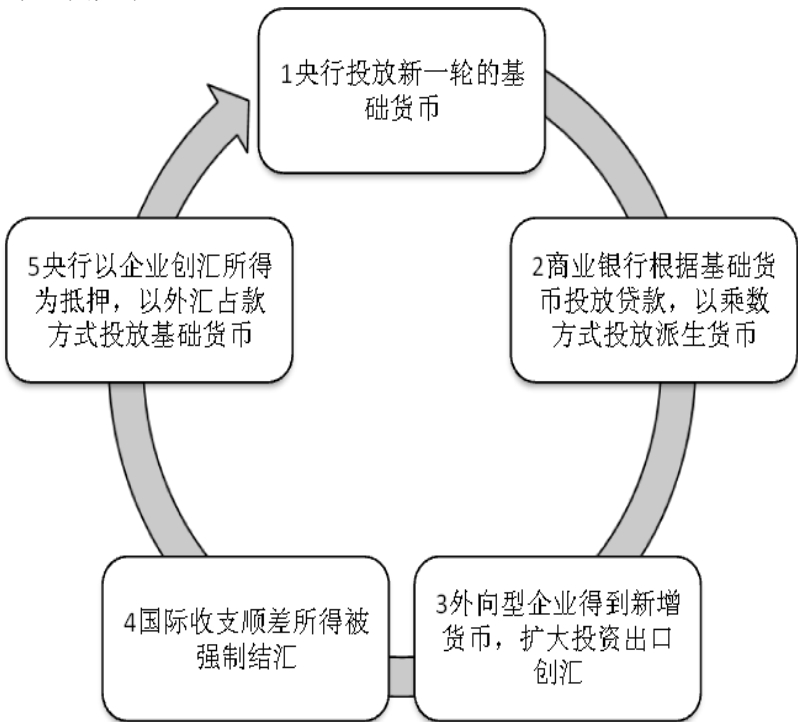 1央行投放新一轮的基
础货币
2商业银行根据基础货
币投放贷款，以乘数
方式投放派生货币
3外向型企业得到新增
货币，扩大投资出口
创汇
4国际收支顺差所得被
强制结汇
5央行以企业创汇所得
为抵押，以外汇占款
方式投放基础货币